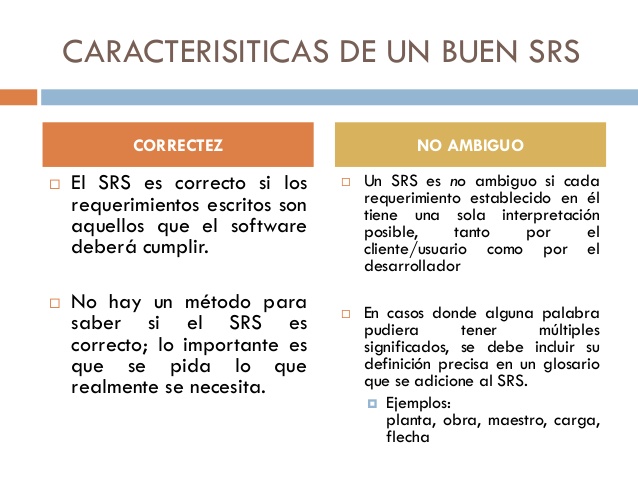 CARACTERISITICAS DE UN BUEN SRS
CORRECTEZ
El SRS es correcto si los
requerimientos escritos son
aquellos que el software
deberá cumplir.
No hay un método para
saber si el SRS es
correcto; lo importante es
que se pida lo que
realmente se necesita.
NO AMBIGUO
Un SRS es no ambiguo si cada
requerimiento establecido en él
tiene una sola interpretación
posible, tanto por el
cliente/usuario como por el
desarrollador
En casos donde alguna palabra
pudiera tener múltiples
significados, se debe incluir su
definición precisa en un glosario
que se adicione al SRS.
Ejemplos:
planta, obra, maestro, carga,
flecha